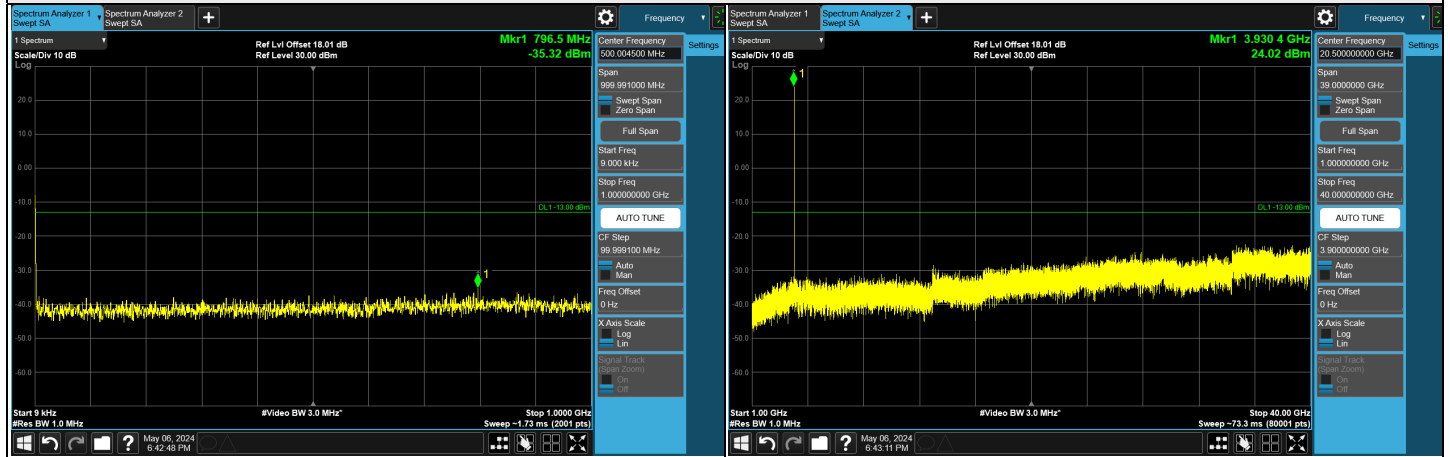 Spectrum Analyzer 1
Swept SA
Spectrum Analyzer 2
Swept SA
+
Frequency
1 Spectrum
Scale/Div 10 dB
Log
Ref Lvl Offset 18.01 dB
Ref Level 30.00 dBm
Mkr1 796.5 MHz
-35.32 dBm
20.0
10.0
0.00
-10.0
-20.0
-30.0
-40.0
-50.0
-60.0
DL1 -13.00 dBm
1
Start 9 kHz
#Res BW 1.0 MHz
#Video BW 3.0 MHz*
Stop 1.0000 GHz
Sweep ~1.73 ms (2001 pts)
Center Frequency
500.004500 MHz
Settings
Span
999.991000 MHz
Swept Span
Zero Span
Full Span
Start Freq
9.000 kHz
Stop Freq
1.000000000 GHz
AUTO TUNE
CF Step
99.999100 MHz
Auto
Man
Freq Offset
0 Hz
X Axis Scale
Log
Lin
Signal Track
(Span Zoom)
On
Off
?
May 06, 2024
6:42:48 PM
Spectrum Analyzer 1
Swept SA
Spectrum Analyzer 2
Swept SA
+
Frequency
1 Spectrum
Scale/Div 10 dB
Log
Ref Lvl Offset 18.01 dB
Ref Level 30.00 dBm
Mkr1 3.930 4 GHz
24.02 dBm
20.0
10.0
0.00
-10.0
-20.0
-30.0
-40.0
-50.0
-60.0
DL1 -13.00 dBm
1
Start 1.00 GHz
#Res BW 1.0 MHz
#Video BW 3.0 MHz*
Stop 40.00 GHz
Sweep ~73.3 ms (80001 pts)
Center Frequency
20.500000000 GHz
Settings
Span
39.0000000 GHz
Swept Span
Zero Span
Full Span
Start Freq
1.000000000 GHz
Stop Freq
40.000000000 GHz
AUTO TUNE
CF Step
3.900000000 GHz
Auto
Man
Freq Offset
0 Hz
X Axis Scale
Log
Lin
Signal Track
(Span Zoom)
On
Off
?
May 06, 2024
6:43:11 PM